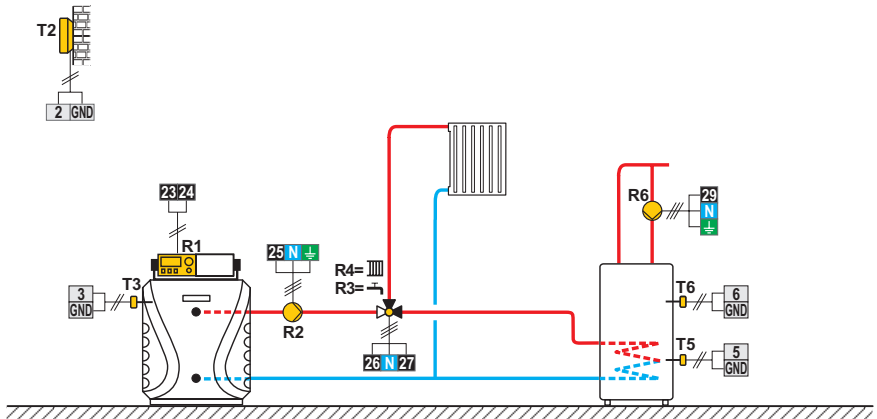 T2
2 GND
23 24
R1
T3
3
GND
25 N
R2
R4=
R3=
26 N 27
R6
29
N
T6
6
GND
T5
5
GND